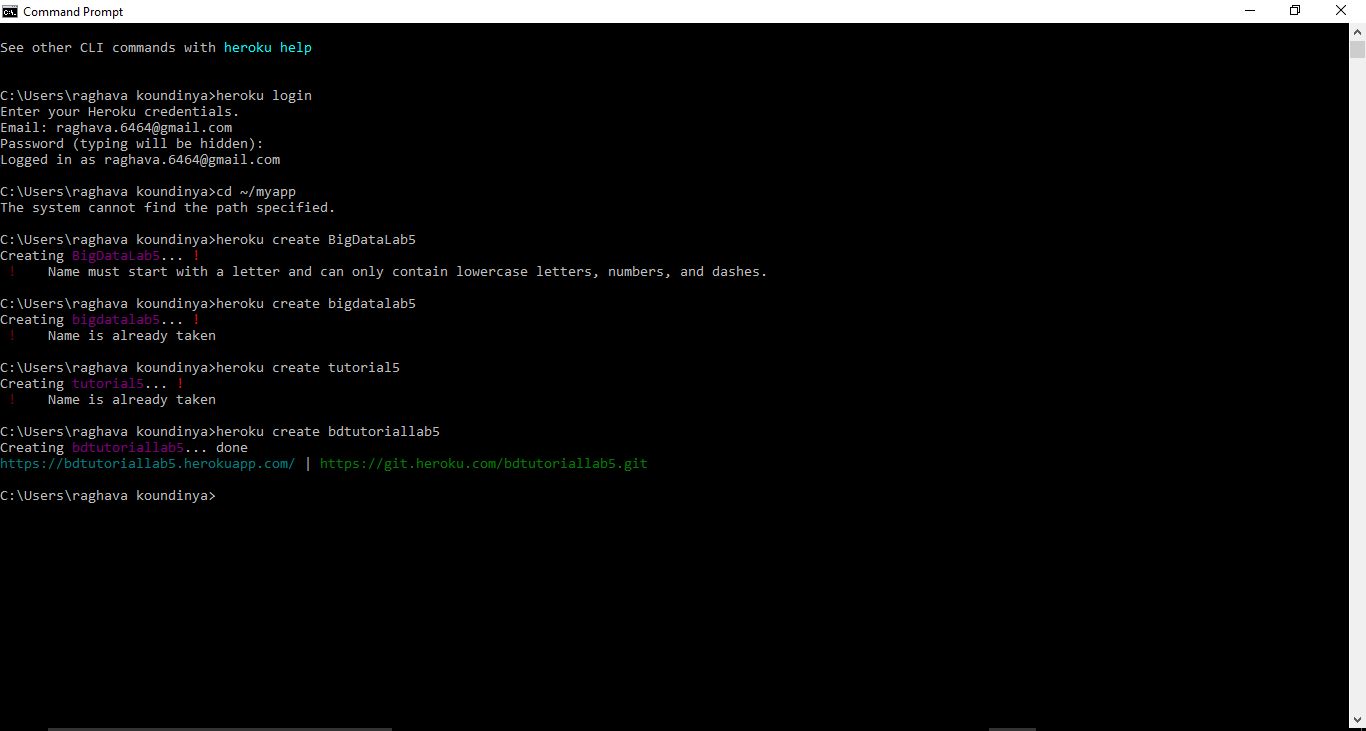 Command Prompt
See other CLI commands with heroku help
C:\Users\raghava koundinya>heroku login
Enter your Heroku credentials.
Email: raghava.6464@gmail.com
Password (typing will be hidden):
Logged in as raghava.6464@gmail.com
C:\Users\raghava koundinya>cd ~/myapp
The system cannot find the path specified.
C:\Users\raghava koundinya>heroku create BigDataLab5
Creating BigDataLab5... !
!    Name must start with a letter and can only contain lowercase letters, numbers, and dashes.
C:\Users\raghava koundinya>heroku create bigdatalab5
Creating bigdatalab5... !
!    Name is already taken
C:\Users\raghava koundinya>heroku create tutorial5
Creating tutorial5... !
!    Name is already taken
C:\Users\raghava koundinya>heroku create bdtutoriallab5
Creating bdtutoriallab5... done
https://bdtutoriallab5.herokuapp.com/ | https://git.heroku.com/bdtutoriallab5.git
C:\Users\raghava koundinya>